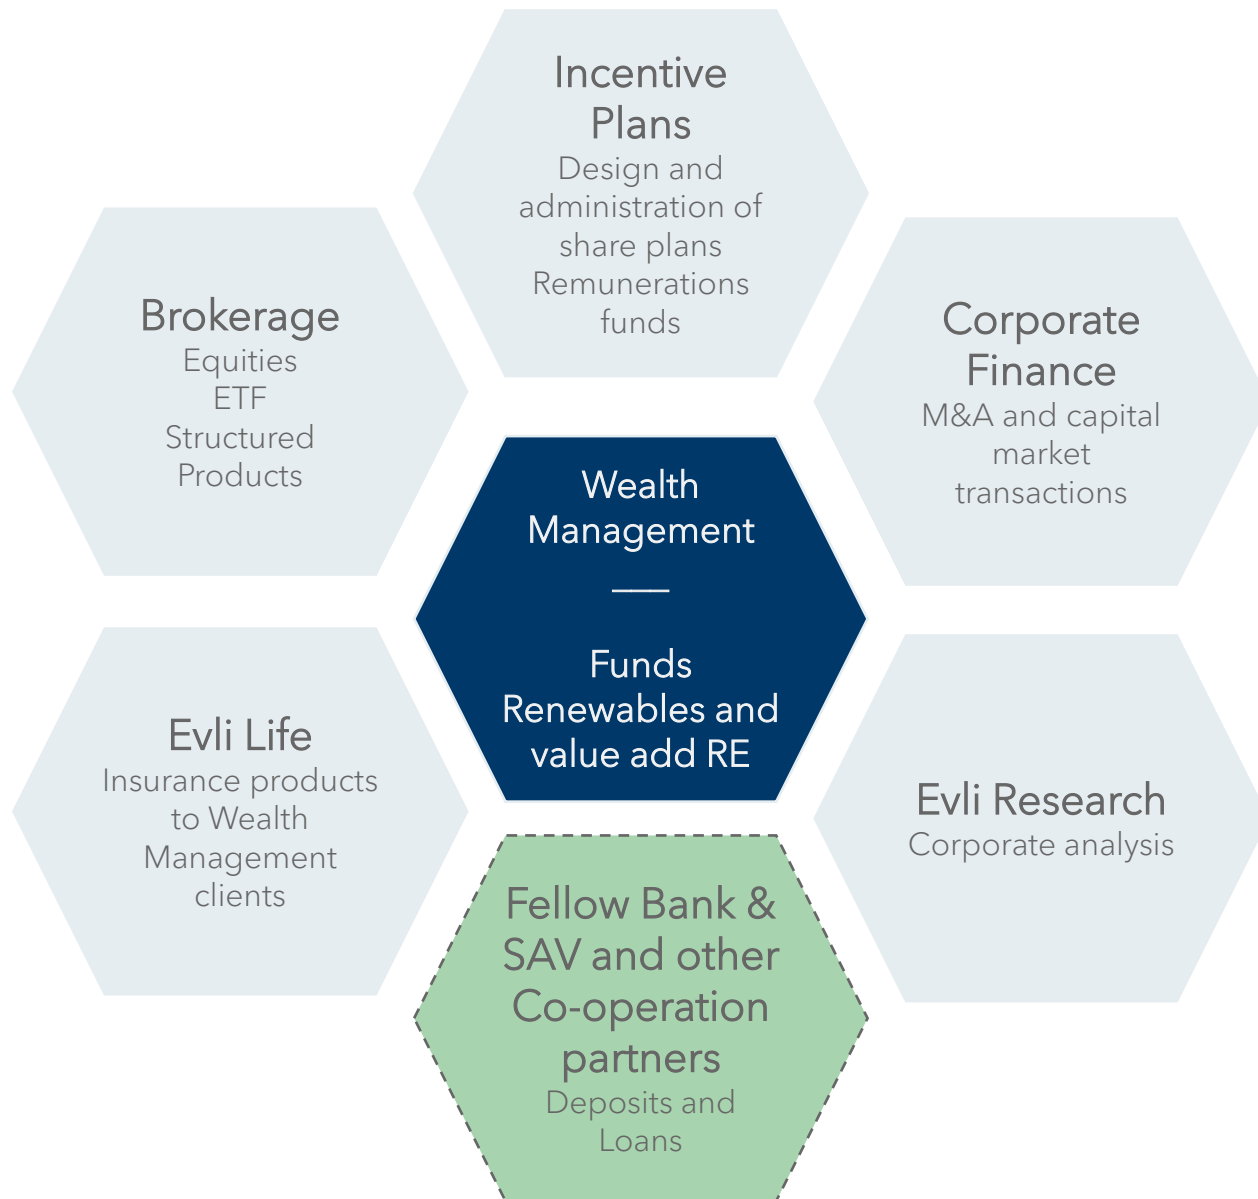 Incentive
Plans
Design and
administration of
share plans
Remunerations
funds
Brokerage
Equities
ETF
Structured
Products
Corporate
Finance
M&A and capital
market
transactions
Wealth
Management
Funds
Renewables and
value add RE
Evli Life
Insurance products
to Wealth
Management
clients
Evli Research
Corporate analysis
Fellow Bank &
SAV and other
Co-operation
partners
Deposits and
Loans